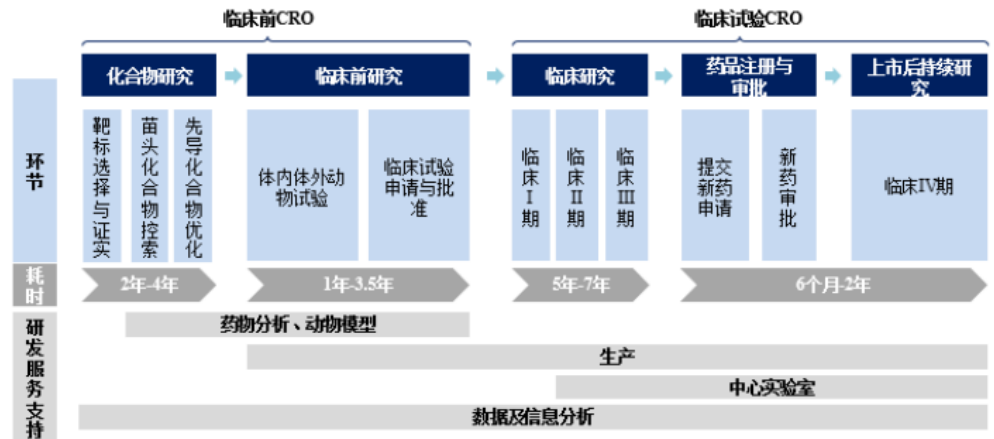 临床前CRO
临床试验CRO
化合物研究
临床前研究
临床研究
药品注册与
审批
上市后持续研
究
环节
靶标选择与证实
苗头化合物控索
先导化合物优化
体内体外动
物试验
临床试验
申请与批
准
临床I期
临床II期
临床III期
提交
新药
申请
新药审批
临床IV期
耗时
2年-4年
1年-3.5年
5年-7年
6个月-2年
研发服务支持
药物分析、动物模型
生产
中心实验室
数据及信息分析